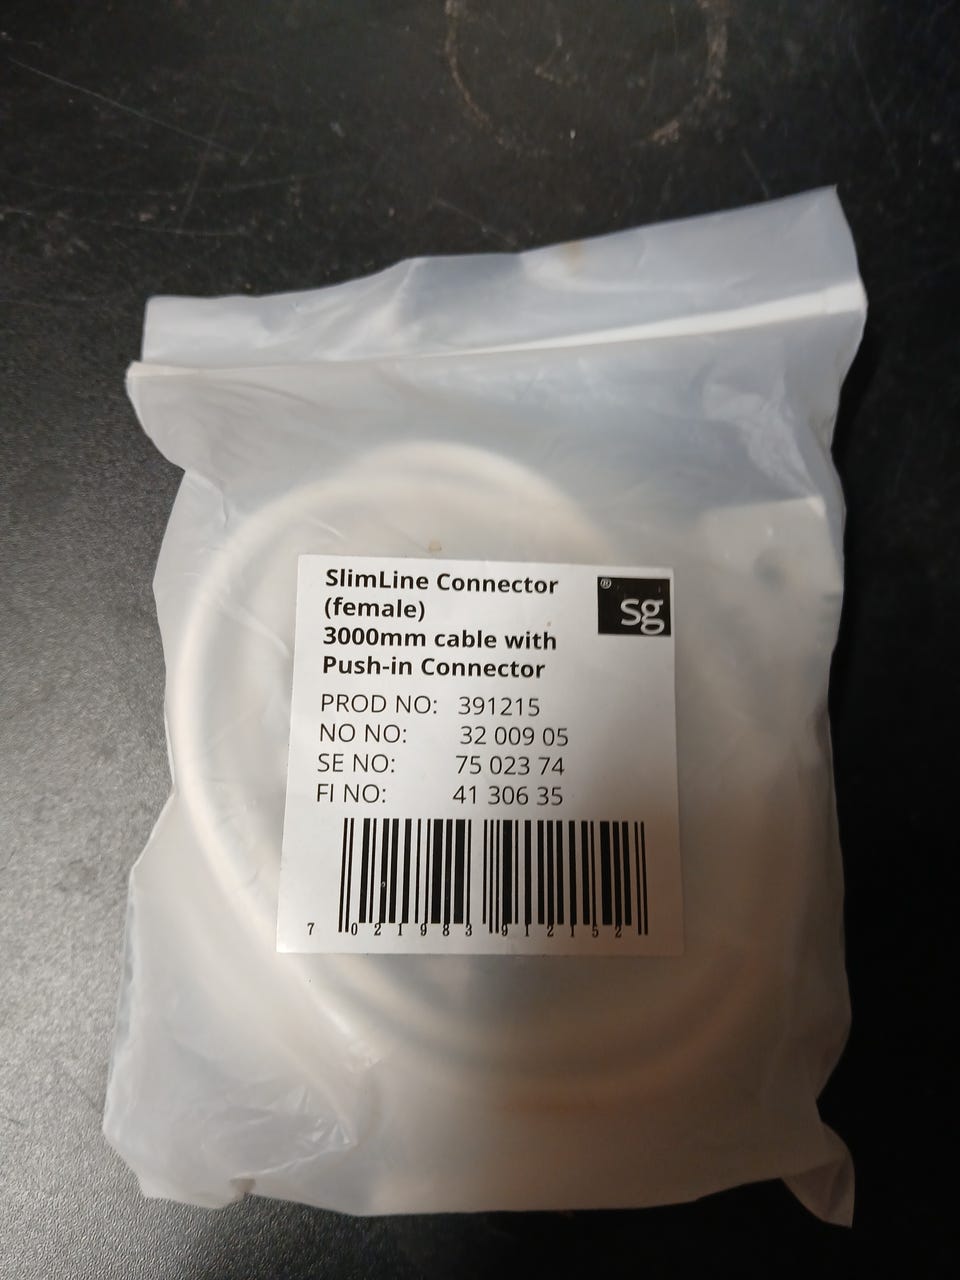 SlimLine Connector
(female)
3000mm cable with
Push-in Connector
® sg
PROD NO: 391215
NO NO: 32 009 05
SE NO: 75 023 74
FI NO: 41 306 35
7 021983 912152